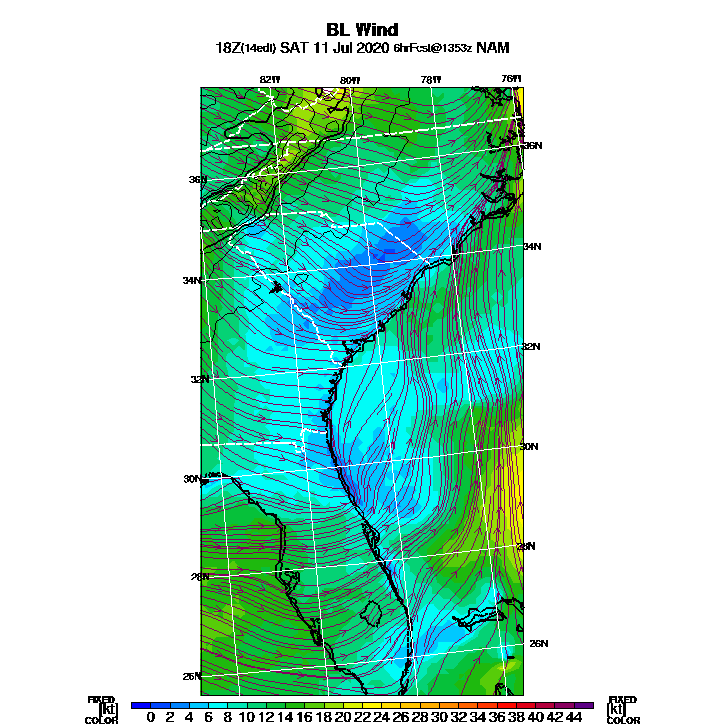 BL Wind
18Z(14edt) SAT 11 Jul 2020 6hrFcst@1353z NAM
82W 80W 78W 76W
36N
36N
34N
34N
32N
32N
30N
30N
28N
28N
26N
26N
FIXED FIXED
[kt] 0 2 4 6 8 10 12 14 16 18 20 22 24 26 28 30 32 34 36 38 40 42 44 [kt]
COLOR COLOR